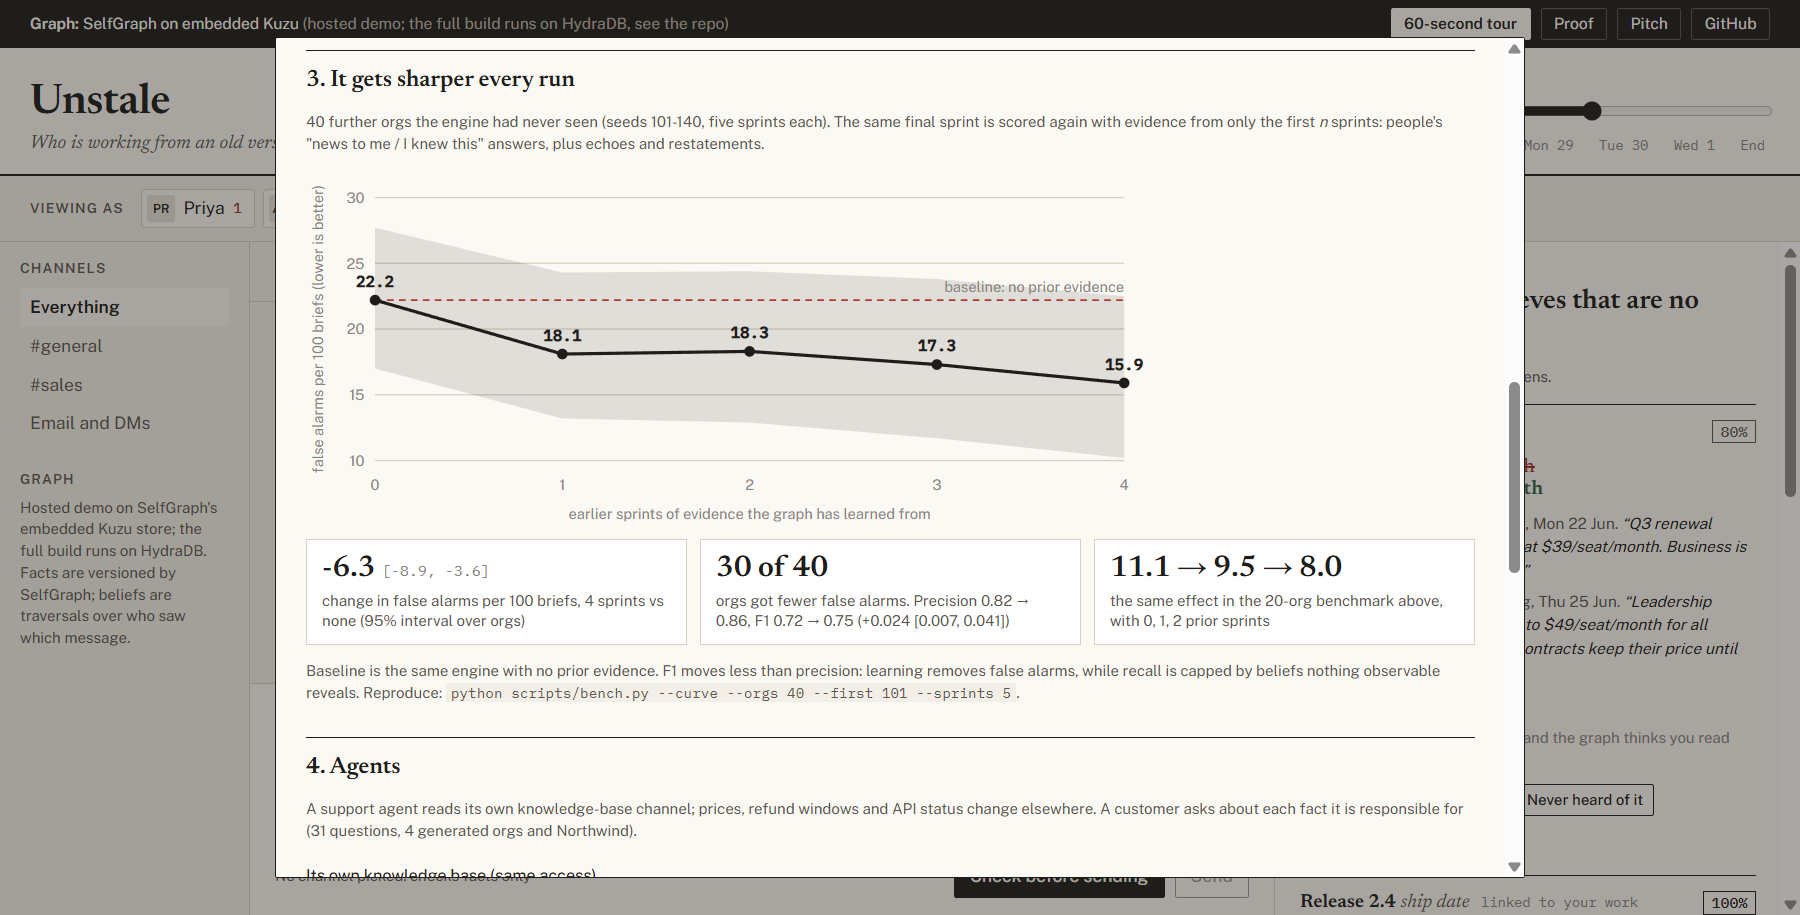 Graph: SelfGraph on embedded Kuzu (hosted demo; the full build runs on HydraDB, see the repo)
60-second tour
Proof
Pitch
GitHub
Unstale
Who is working from an old vers
Mon 29
Tue 30
Wed 1
End
VIEWING AS
PR Priya 1
CHANNELS
Everything
#general
#sales
Email and DMs
GRAPH
Hosted demo on SelfGraph's
embedded Kuzu store; the
full build runs on HydraDB.
Facts are versioned by
SelfGraph; beliefs are
traversals over who saw
which message.
3. It gets sharper every run
40 further orgs the engine had never seen (seeds 101-140, five sprints each). The same final sprint is scored again with evidence from only the first n sprints: people's
"news to me / I knew this" answers, plus echoes and restatements.
false alarms per 100 briefs (lower is better)
30
25
20
15
10
22.2
18.1
18.3
17.3
15.9
baseline: no prior evidence
0
1
2
3
4
earlier sprints of evidence the graph has learned from
-6.3 [-8.9, -3.6]
change in false alarms per 100 briefs, 4 sprints vs
none (95% interval over orgs)
30 of 40
orgs got fewer false alarms. Precision 0.82 →
0.86, F1 0.72 → 0.75 (+0.024 [0.007, 0.041])
11.1 → 9.5 → 8.0
the same effect in the 20-org benchmark above,
with 0, 1, 2 prior sprints
Baseline is the same engine with no prior evidence. F1 moves less than precision: learning removes false alarms, while recall is capped by beliefs nothing observable
reveals. Reproduce: python scripts/bench.py --curve --orgs 40 --first 101 --sprints 5.
4. Agents
A support agent reads its own knowledge-base channel; prices, refund windows and API status change elsewhere. A customer asks about each fact it is responsible for
(31 questions, 4 generated orgs and Northwind).
Its own knowledge base (same access)
eves that are no
ens.
80%
h
th
, Mon 22 Jun. “Q3 renewal
at $39/seat/month. Business is
”
g, Thu 25 Jun. “Leadership
to $49/seat/month for all
ontracts keep their price until
and the graph thinks you read
Never heard of it
Check before sending
Send
Release 2.4 ship date linked to your work
100%